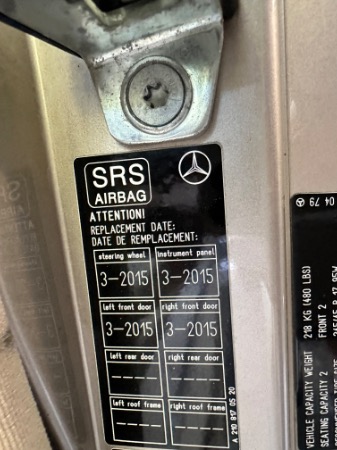 SRS
AIRBAG
ATTENTION!
REPLACEMENT DATE:
DATE DE REMPLACEMENT:
steering wheel instrument panel
3-2015 3-2015
left front door right front door
3-2015 3-2015
left rear door right rear door
---- ----
left roof frame right roof frame
---- ----
A 210 817 05 20
04 79
VEHICLE CAPACITY WEIGHT 218 KG (480 LBS)
SEATING CAPACITY 2 FRONT 2